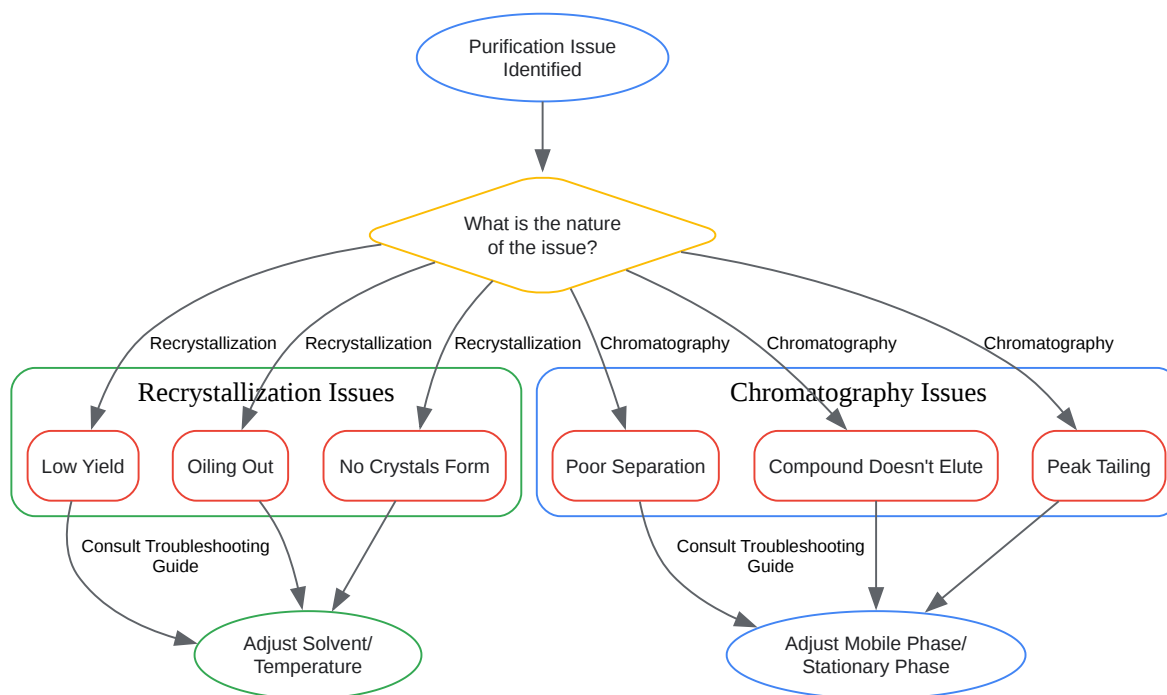 Purification Issue
Identified
What is the nature
of the issue?
Recrystallization
Recrystallization
Recrystallization
Chromatography
Chromatography
Chromatography
Recrystallization Issues
Chromatography Issues
Low Yield
Oiling Out
No Crystals Form
Poor Separation
Compound Doesn't Elute
Peak Tailing
Consult Troubleshooting
Guide
Consult Troubleshooting
Guide
Adjust Solvent/
Temperature
Adjust Mobile Phase/
Stationary Phase